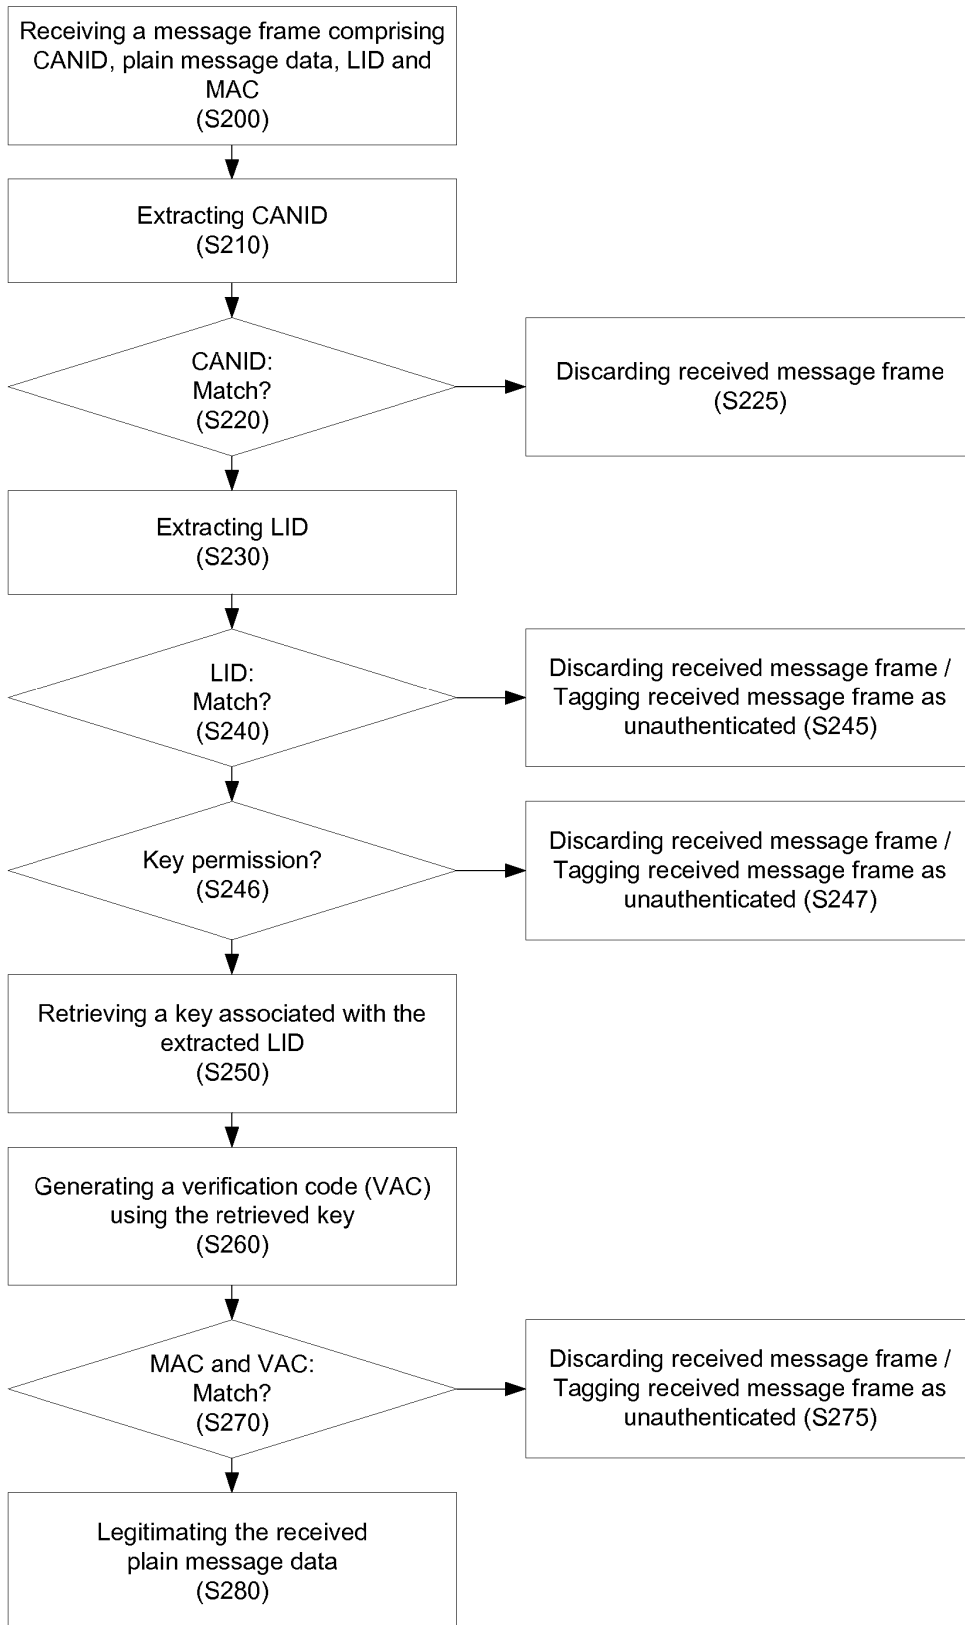 Receiving a message frame comprising
CANID, plain message data, LID and
MAC
(S200)
Extracting CANID
(S210)
CANID:
Match?
(S220)
Discarding received message frame
(S225)
Extracting LID
(S230)
LID:
Match?
(S240)
Discarding received message frame /
Tagging received message frame as
unauthenticated (S245)
Key permission?
(S246)
Discarding received message frame /
Tagging received message frame as
unauthenticated (S247)
Retrieving a key associated with the
extracted LID
(S250)
Generating a verification code (VAC)
using the retrieved key
(S260)
MAC and VAC:
Match?
(S270)
Discarding received message frame /
Tagging received message frame as
unauthenticated (S275)
Legitimating the received
plain message data
(S280)